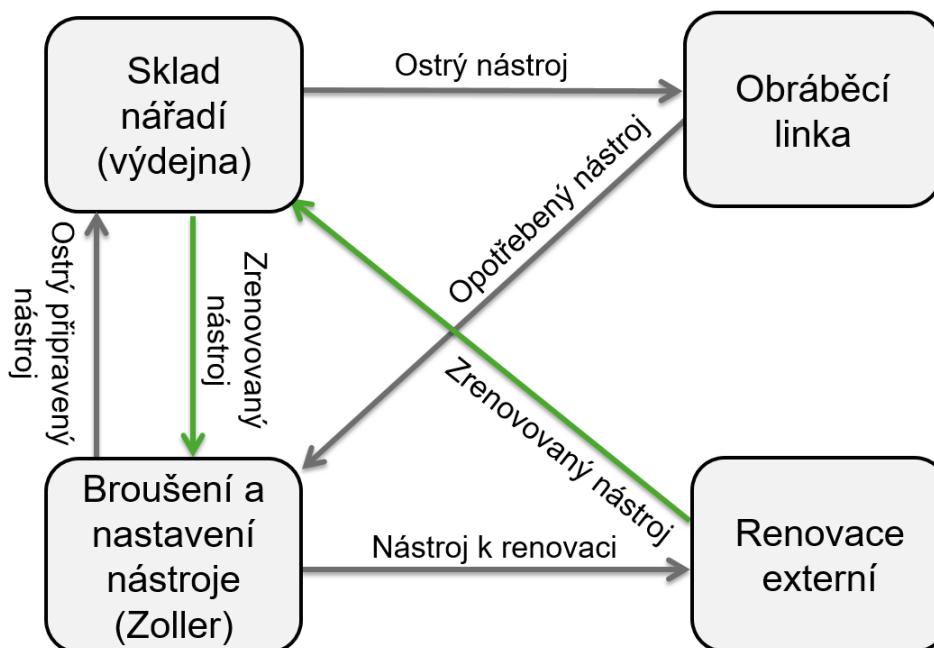 Sklad
nářadí
(výdejna)
Ostrý nástroj
Obráběcí
linka
Opotřebený nástroj
Ostrý připravený
nástroj
Zrenovovaný
nástroj
Zrenovovaný nástroj
Broušení a
nastavení
nástroje
(Zoller)
Nástroj k renovaci
Renovace
externí